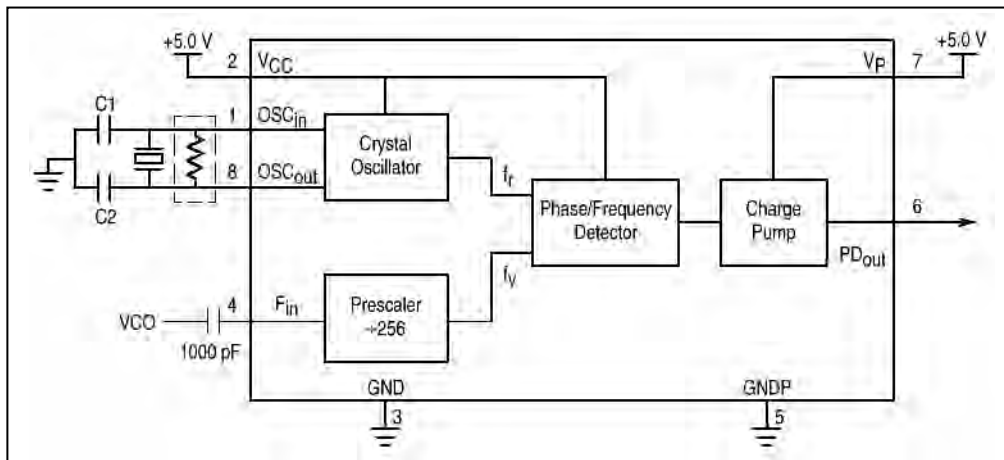 +5.0 V
2
VCC
VP
7
+5.0 V
C1
1
OSCin
Crystal
Oscillator
8
OSCout
C2
fr
Phase/Frequency
Detector
Charge
Pump
6
PDout
fv
4
Fin
Prescaler
÷256
VCO
1000 pF
GND
3
GNDP
5